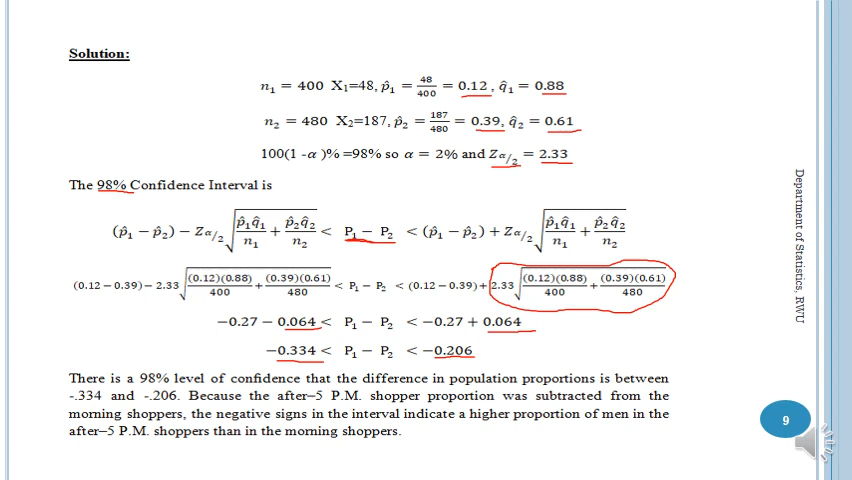 Solution:
n₁ = 400 X₁=48, p̂₁ = 48/400 = 0.12 , q̂₁ = 0.88
n₂ = 480 X₂=187, p̂₂ = 187/480 = 0.39, q̂₂ = 0.61
100(1 -α )% =98% so α = 2% and Zα/₂ = 2.33
The 98% Confidence Interval is
(p̂₁ − p̂₂) − Zα/₂ √(p̂₁q̂₁/n₁ + p̂₂q̂₂/n₂) < P₁ − P₂ < (p̂₁ − p̂₂) + Zα/₂ √(p̂₁q̂₁/n₁ + p̂₂q̂₂/n₂)
(0.12 − 0.39) − 2.33 √((0.12)(0.88)/400 + (0.39)(0.61)/480) < P₁ − P₂ < (0.12 − 0.39) + 2.33 √((0.12)(0.88)/400 + (0.39)(0.61)/480)
−0.27 − 0.064 < P₁ − P₂ < −0.27 + 0.064
−0.334 < P₁ − P₂ < −0.206
There is a 98% level of confidence that the difference in population proportions is between
-.334 and -.206. Because the after–5 P.M. shopper proportion was subtracted from the
morning shoppers, the negative signs in the interval indicate a higher proportion of men in the
after–5 P.M. shoppers than in the morning shoppers.
Department of Statistics, RWU
9